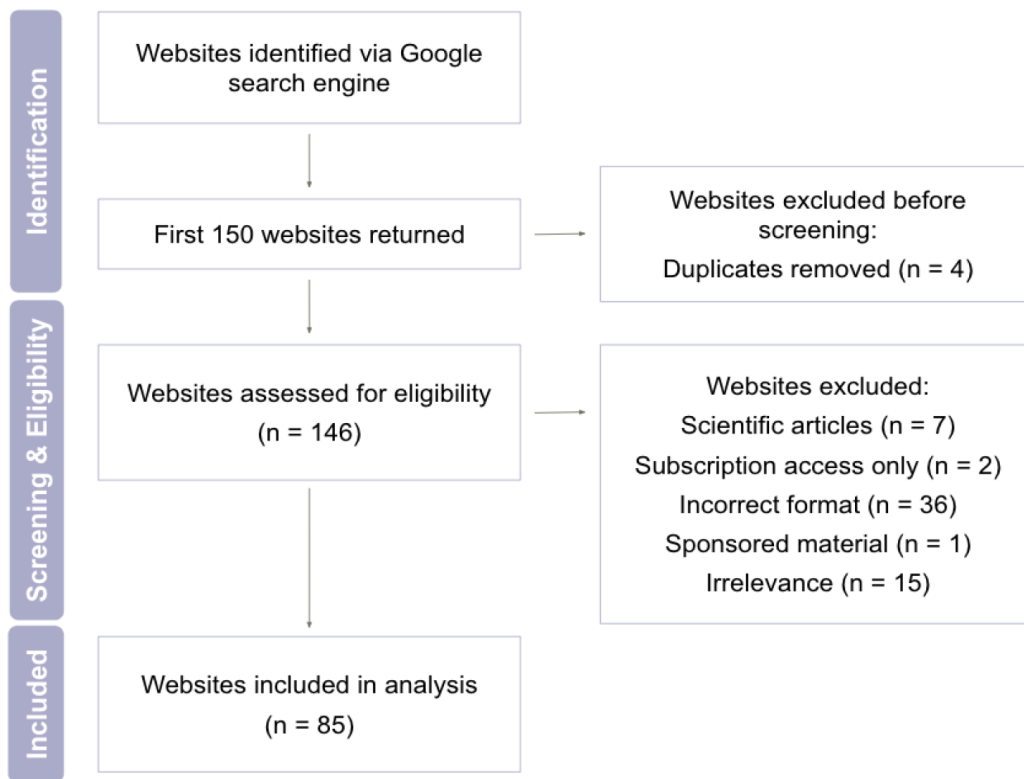 Identification
Websites identified via Google
search engine
First 150 websites returned
Websites excluded before
screening:
Duplicates removed (n = 4)
Screening & Eligibility
Websites assessed for eligibility
(n = 146)
Websites excluded:
Scientific articles (n = 7)
Subscription access only (n = 2)
Incorrect format (n = 36)
Sponsored material (n = 1)
Irrelevance (n = 15)
Included
Websites included in analysis
(n = 85)